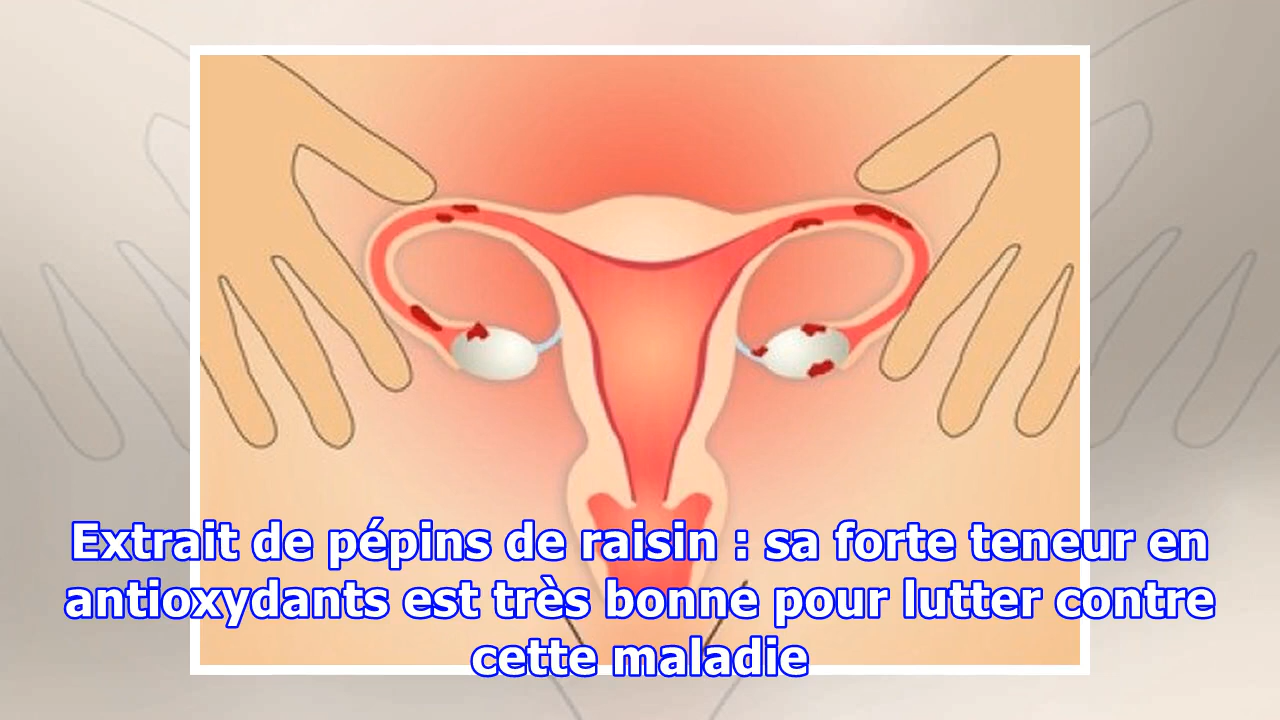 Extrait de pépins de raisin : sa forte teneur en
antioxydants est très bonne pour lutter contre
cette maladie